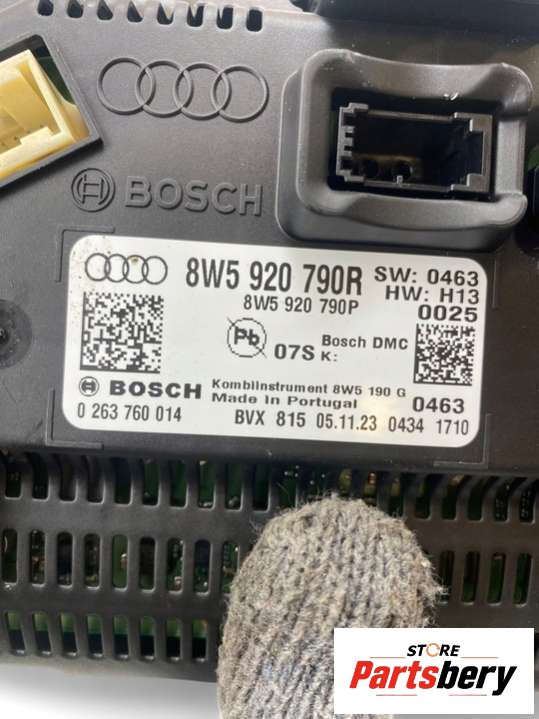 BOSCH
8W5 920 790R SW: 0463
8W5 920 790P HW: H13
0025
Pb 07S Bosch DMC
K:
BOSCH Kombiinstrument 8W5 190 G
Made In Portugal 0463
0 263 760 014 BVX 815 05.11.23 0434 1710
STORE
Partsbery